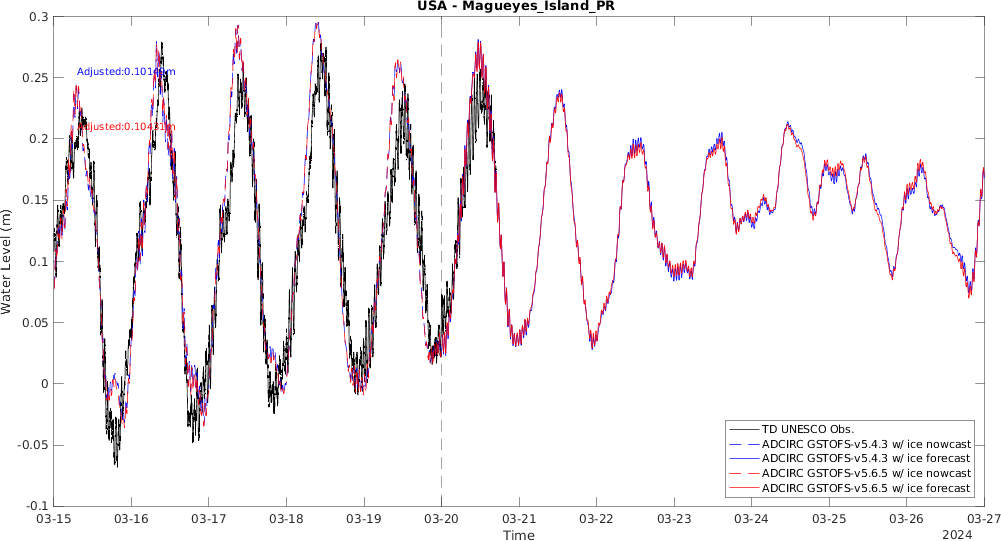 USA - Magueyes_Island_PR
0.3
0.25
0.2
0.15
0.1
0.05
0
-0.05
-0.1
Water Level (m)
Adjusted:
Adjusted:
TD UNESCO Obs.
ADCIRC GSTOFS-v5.4.3 w/ ice nowcast
ADCIRC GSTOFS-v5.4.3 w/ ice forecast
ADCIRC GSTOFS-v5.6.5 w/ ice nowcast
ADCIRC GSTOFS-v5.6.5 w/ ice forecast
03-15 03-16 03-17 03-18 03-19 03-20 03-21 03-22 03-23 03-24 03-25 03-26 03-27
Time
2024